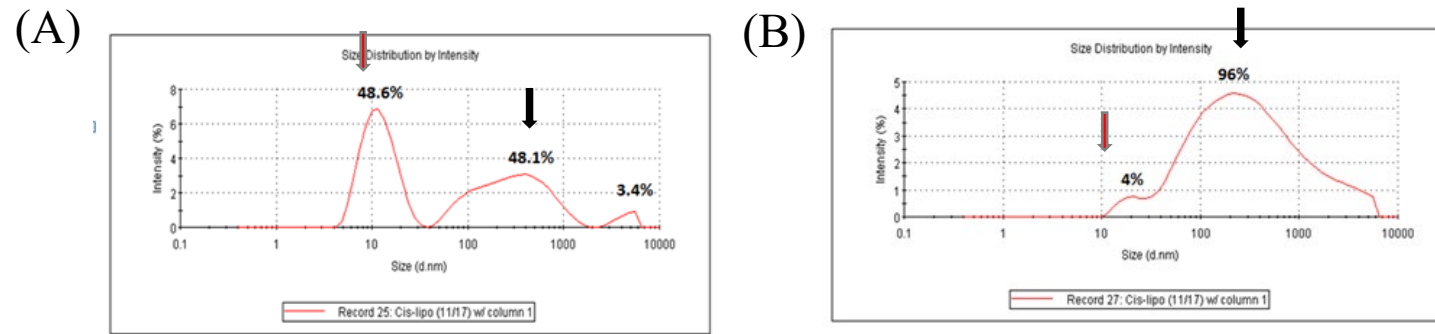 (A)
Size Distribution by Intensity
48.6%
48.1%
3.4%
Intensity (%)
8
6
4
2
0
0.1 1 10 100 1000 10000
Size (d.nm)
Record 25: Cis-lipo (11/17) w/ column 1
(B)
Size Distribution by Intensity
96%
4%
Intensity (%)
5
4
3
2
1
0
0.1 1 10 100 1000 10000
Size (d.nm)
Record 27: Cis-lipo (11/17) w/ column 1